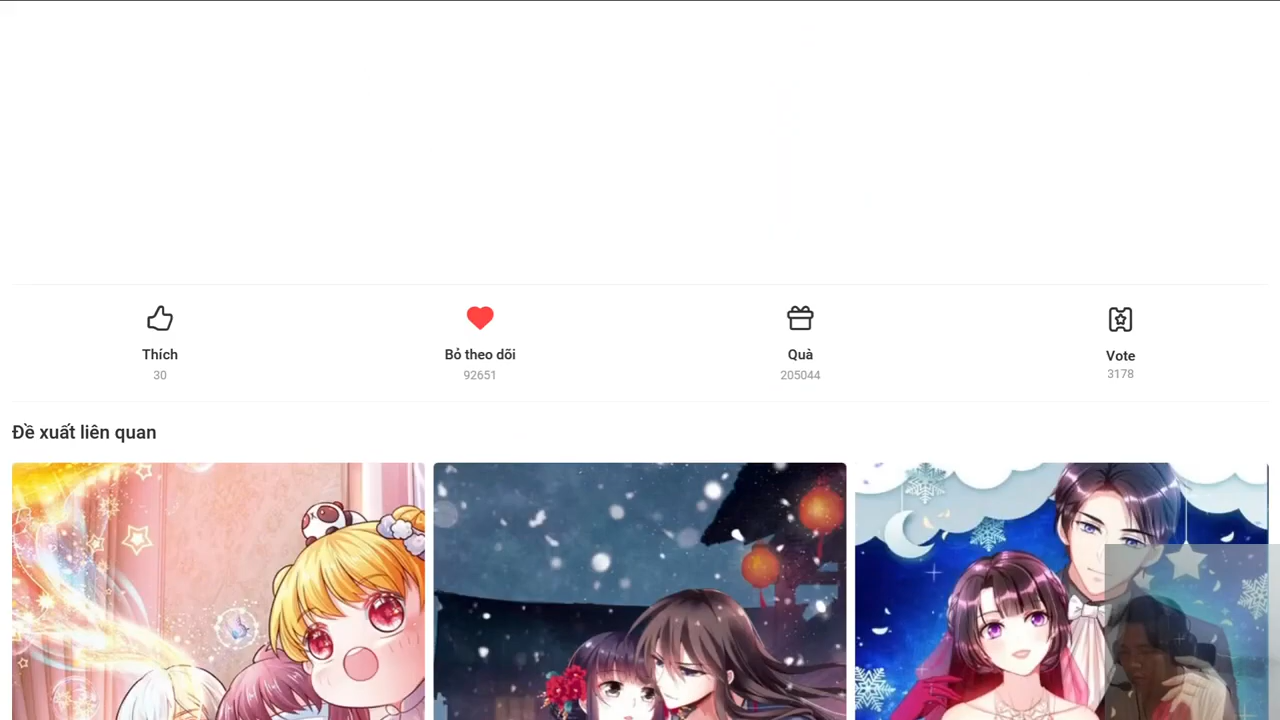 Thích
30
Bỏ theo dõi
92651
Quà
205044
Vote
3178
Đề xuất liên quan